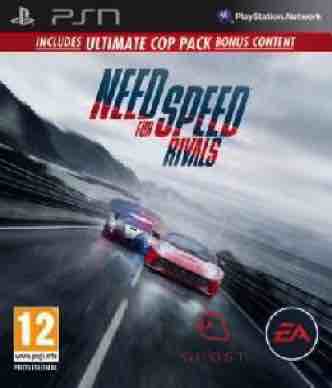 PSN
PlayStation.Network
INCLUDES ULTIMATE COP PACK BONUS CONTENT
NEED
FOR SPEED
RIVALS
12
www.pegi.info
GHOST
EA